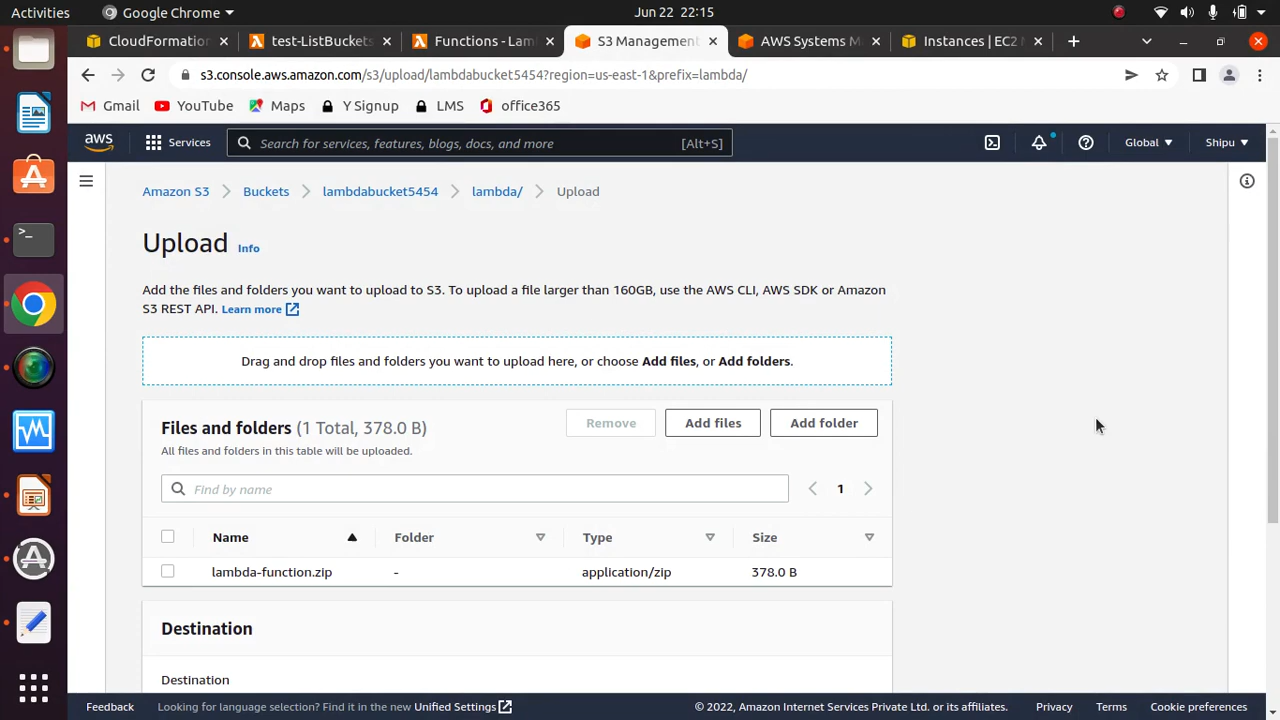 Activities
Google Chrome
Jun 22 22:15
CloudFormation
test-ListBuckets
Functions - Lam
S3 Management
AWS Systems M
Instances | EC2 M
s3.console.aws.amazon.com/s3/upload/lambdabucket5454?region=us-east-1&prefix=lambda/
Gmail
YouTube
Maps
Y Signup
LMS
office365
aws
Services
Search for services, features, blogs, docs, and more
[Alt+S]
Global
Shipu
Amazon S3
Buckets
lambdabucket5454
lambda/
Upload
Upload
Info
Add the files and folders you want to upload to S3. To upload a file larger than 160GB, use the AWS CLI, AWS SDK or Amazon
S3 REST API. Learn more
Drag and drop files and folders you want to upload here, or choose Add files, or Add folders.
Files and folders (1 Total, 378.0 B)
Remove
Add files
Add folder
All files and folders in this table will be uploaded.
Find by name
1
Name
Folder
Type
Size
lambda-function.zip
-
application/zip
378.0 B
Destination
Destination
Feedback
Looking for language selection? Find it in the new Unified Settings
© 2022, Amazon Internet Services Private Ltd. or its affiliates.
Privacy
Terms
Cookie preferences